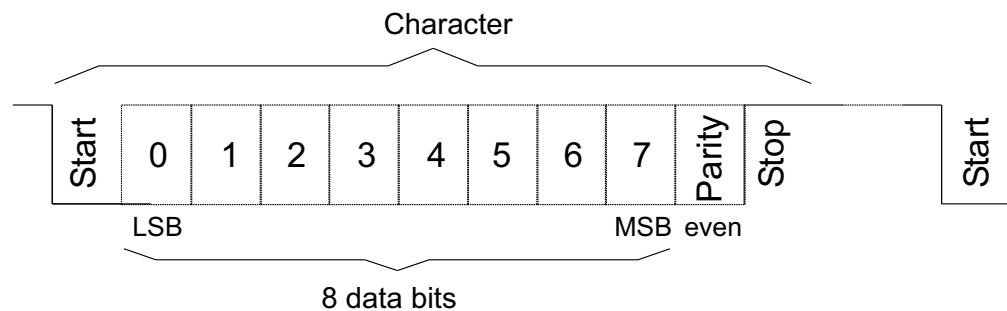 Character
Start 0 1 2 3 4 5 6 7 Parity Stop Start
LSB MSB even
8 data bits